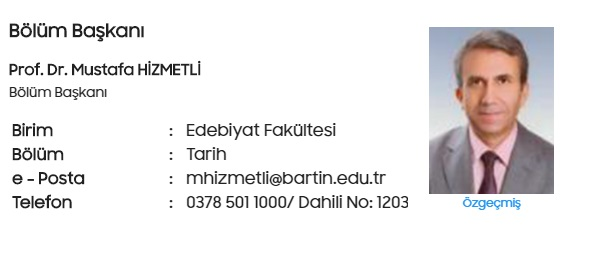 Bölüm Başkanı
Prof. Dr. Mustafa HİZMETLİ
Bölüm Başkanı
Birim : Edebiyat Fakültesi
Bölüm : Tarih
e - Posta : mhizmetli@bartin.edu.tr
Telefon : 0378 501 1000/ Dahili No: 1203
Özgeçmiş